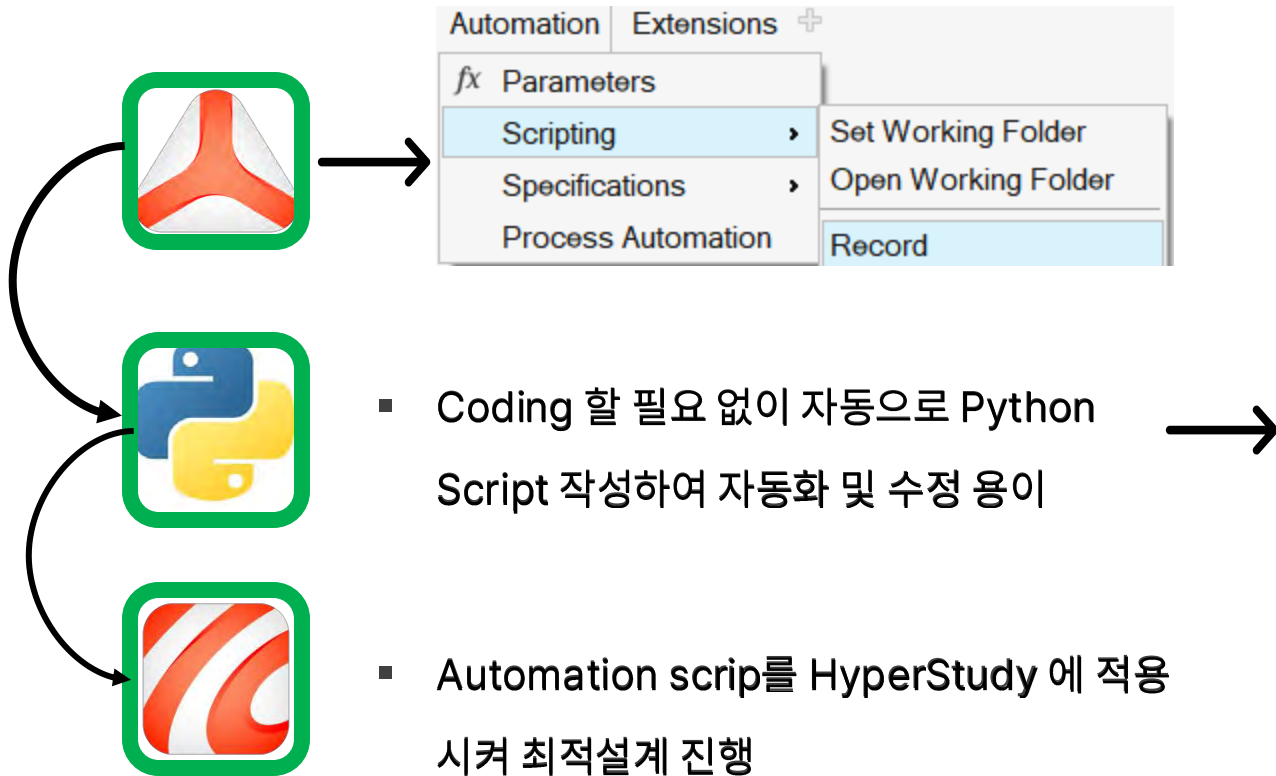 Automation Extensions
fx Parameters
Scripting
Specifications
Process Automation
Set Working Folder
Open Working Folder
Record
Coding 할 필요 없이 자동으로 Python
Script 작성하여 자동화 및 수정 용이
Automation scrip를 HyperStudy 에 적용
시켜 최적설계 진행